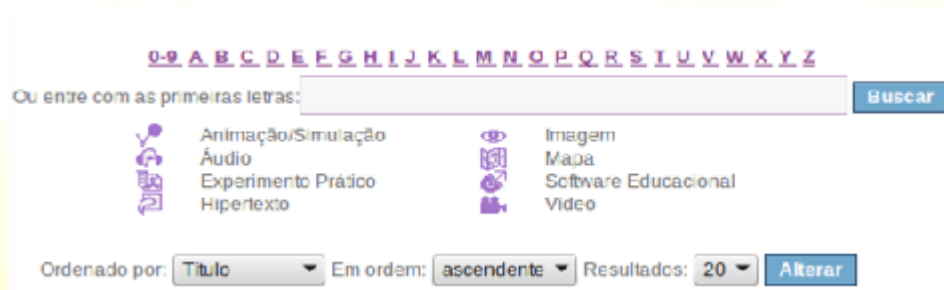 0-9 A B C D E F G H I J K L M N O P Q R S T U V W X Y Z
Ou entre com as primeiras letras: Buscar
Animação/Simulação Imagem
Áudio Mapa
Experimento Prático Software Educacional
Hipertexto Vídeo
Ordenado por: Título Em ordem: ascendente Resultados: 20 Alterar